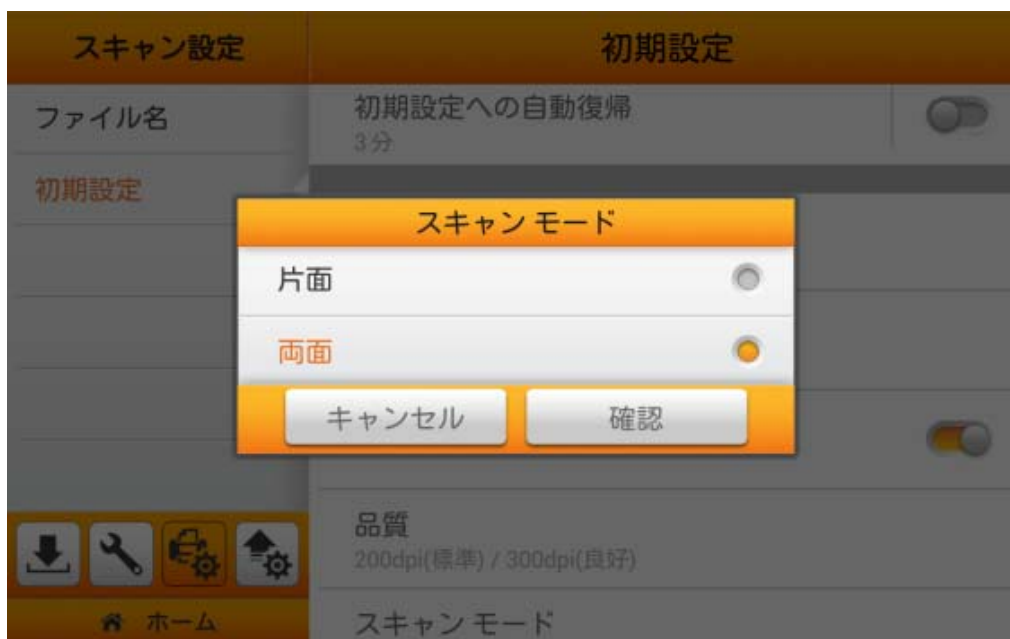 スキャン設定
初期設定
ファイル名
初期設定
初期設定への自動復帰
3分
スキャン モード
片面
両面
キャンセル
確認
品質
200dpi(標準) / 300dpi(良好)
スキャン モード
ホーム